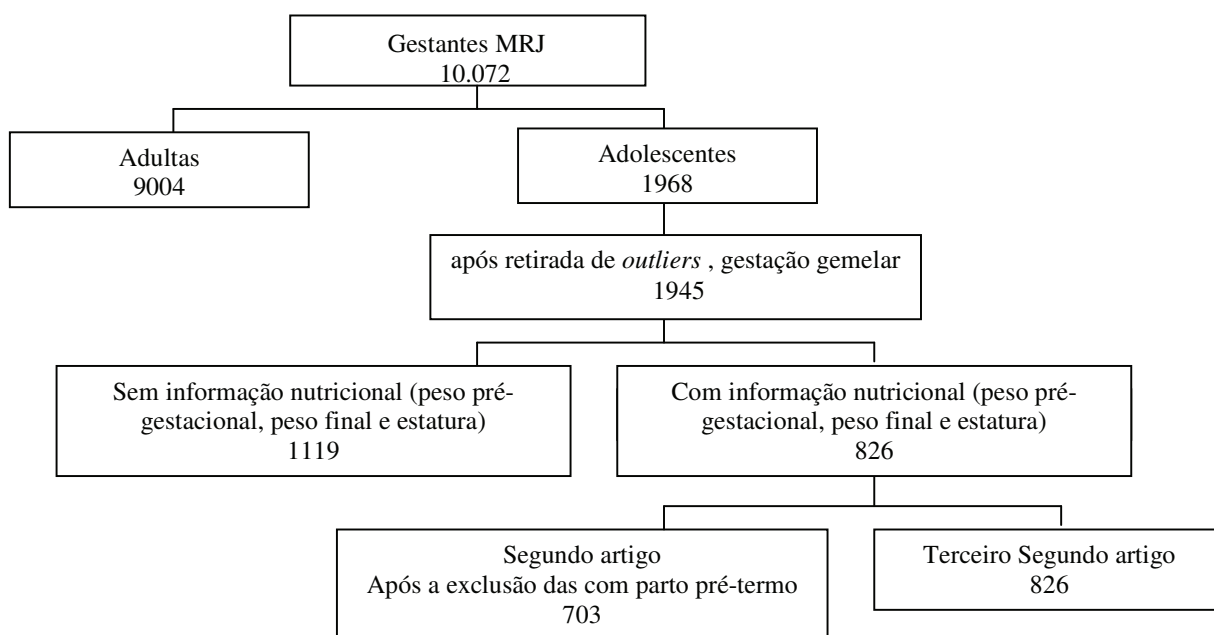 Gestantes MRJ
10.072
Adultas
9004
Adolescentes
1968
após retirada de outliers , gestação gemelar
1945
Sem informação nutricional (peso pré-
gestacional, peso final e estatura)
1119
Com informação nutricional (peso pré-
gestacional, peso final e estatura)
826
Segundo artigo
Após a exclusão das com parto pré-termo
703
Terceiro Segundo artigo
826